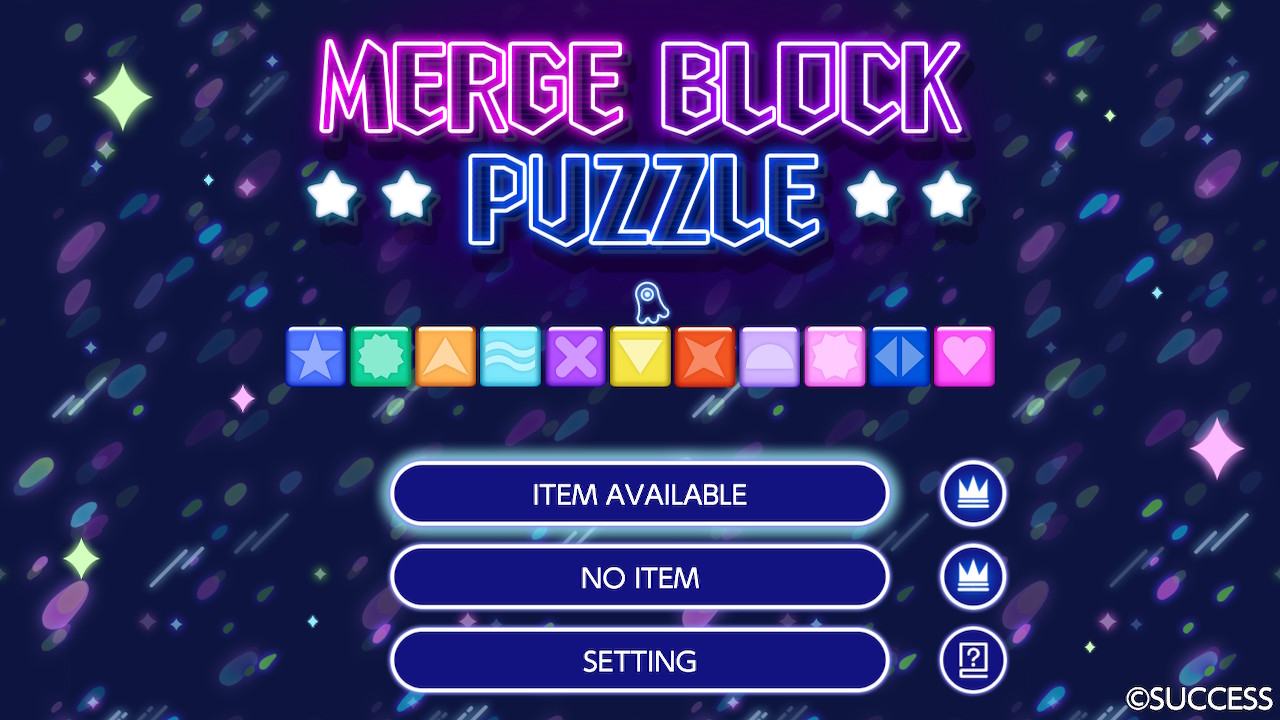 MERGE BLOCK
PUZZLE
ITEM AVAILABLE
NO ITEM
SETTING
?
©SUCCESS